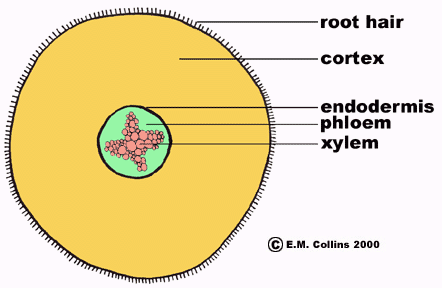 root hair
cortex
endodermis
phloem
xylem
© E.M. Collins 2000